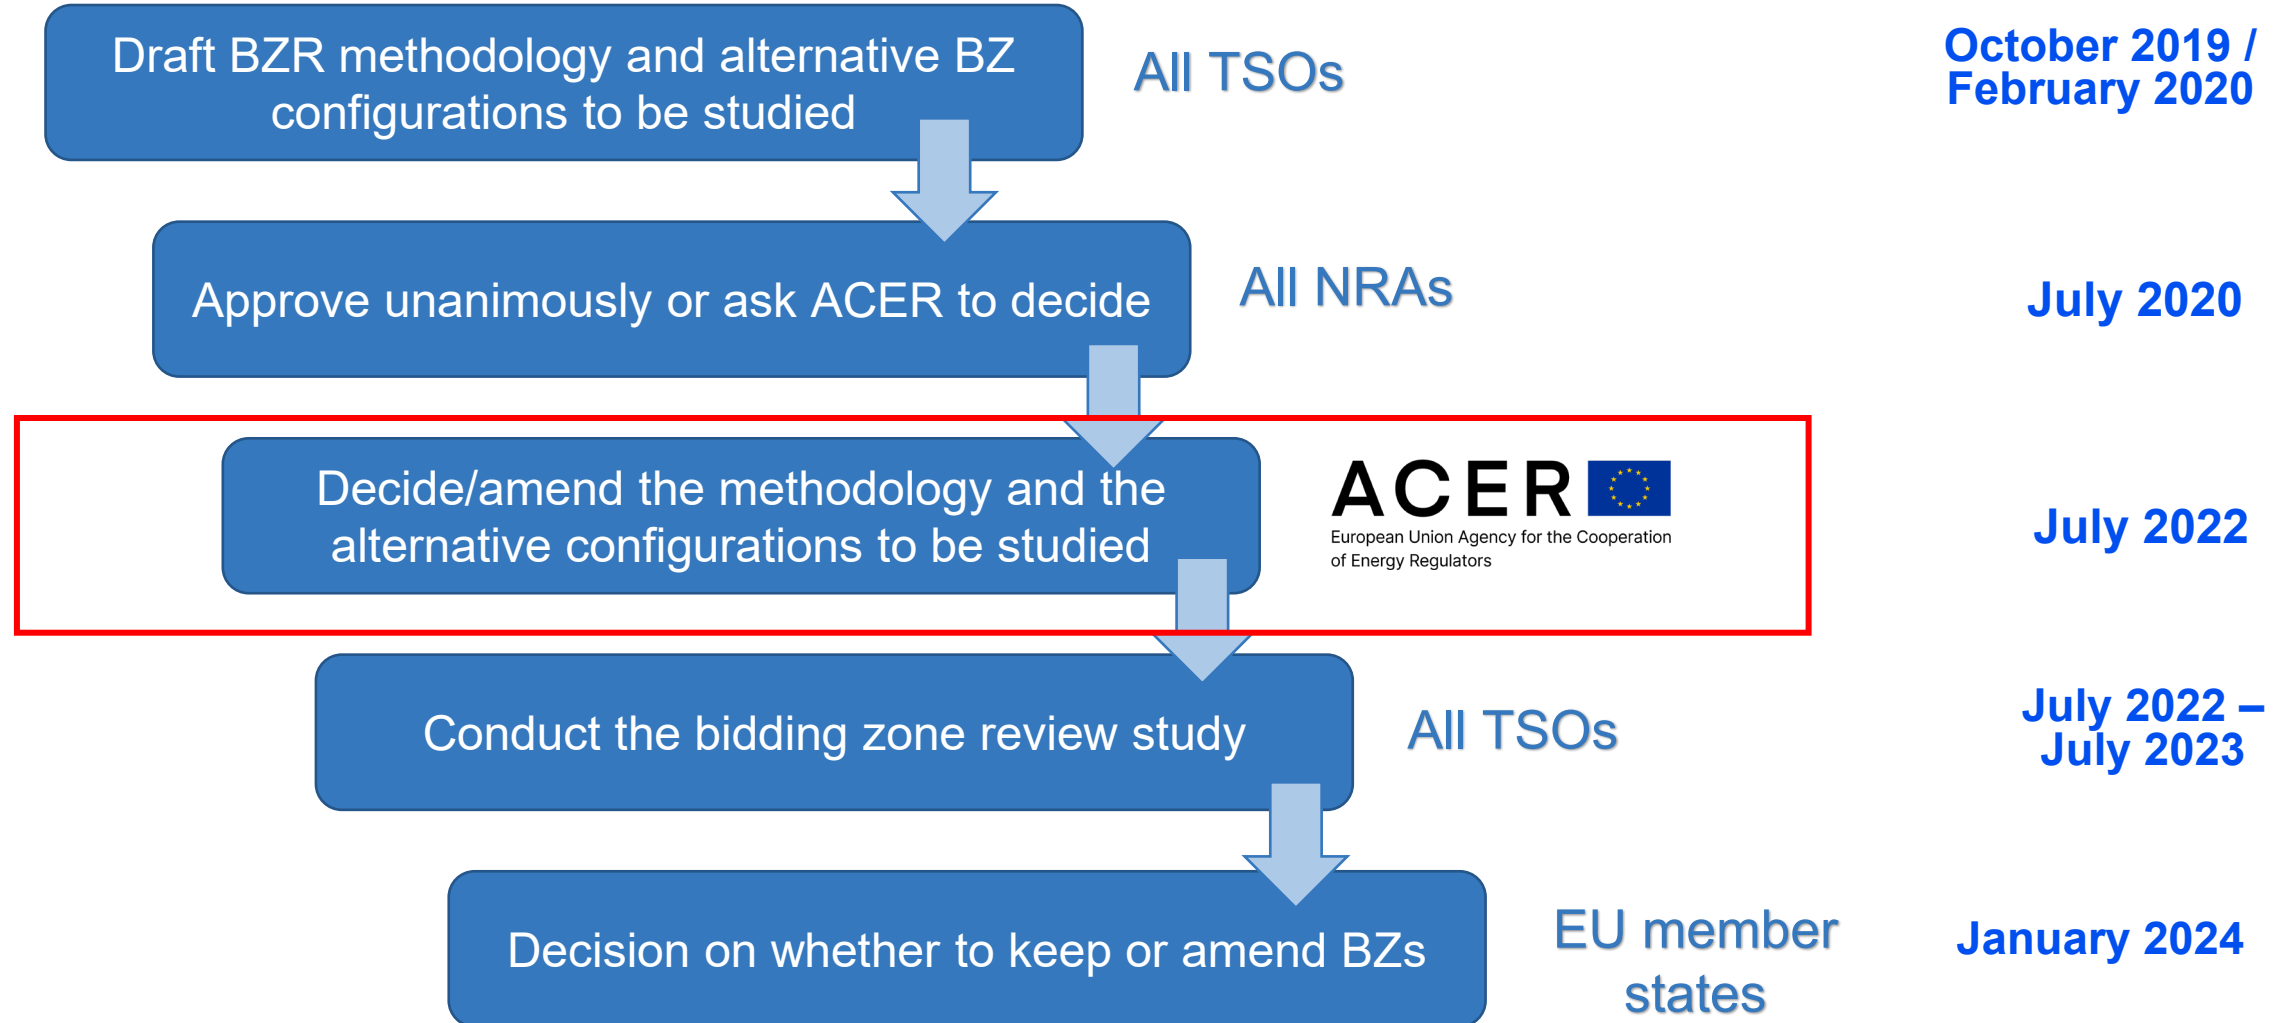 Draft BZR methodology and alternative BZ
configurations to be studied
All TSOs
October 2019 /
February 2020
Approve unanimously or ask ACER to decide
All NRAs
July 2020
Decide/amend the methodology and the
alternative configurations to be studied
ACER
European Union Agency for the Cooperation
of Energy Regulators
July 2022
Conduct the bidding zone review study
All TSOs
July 2022 –
July 2023
Decision on whether to keep or amend BZs
EU member
states
January 2024